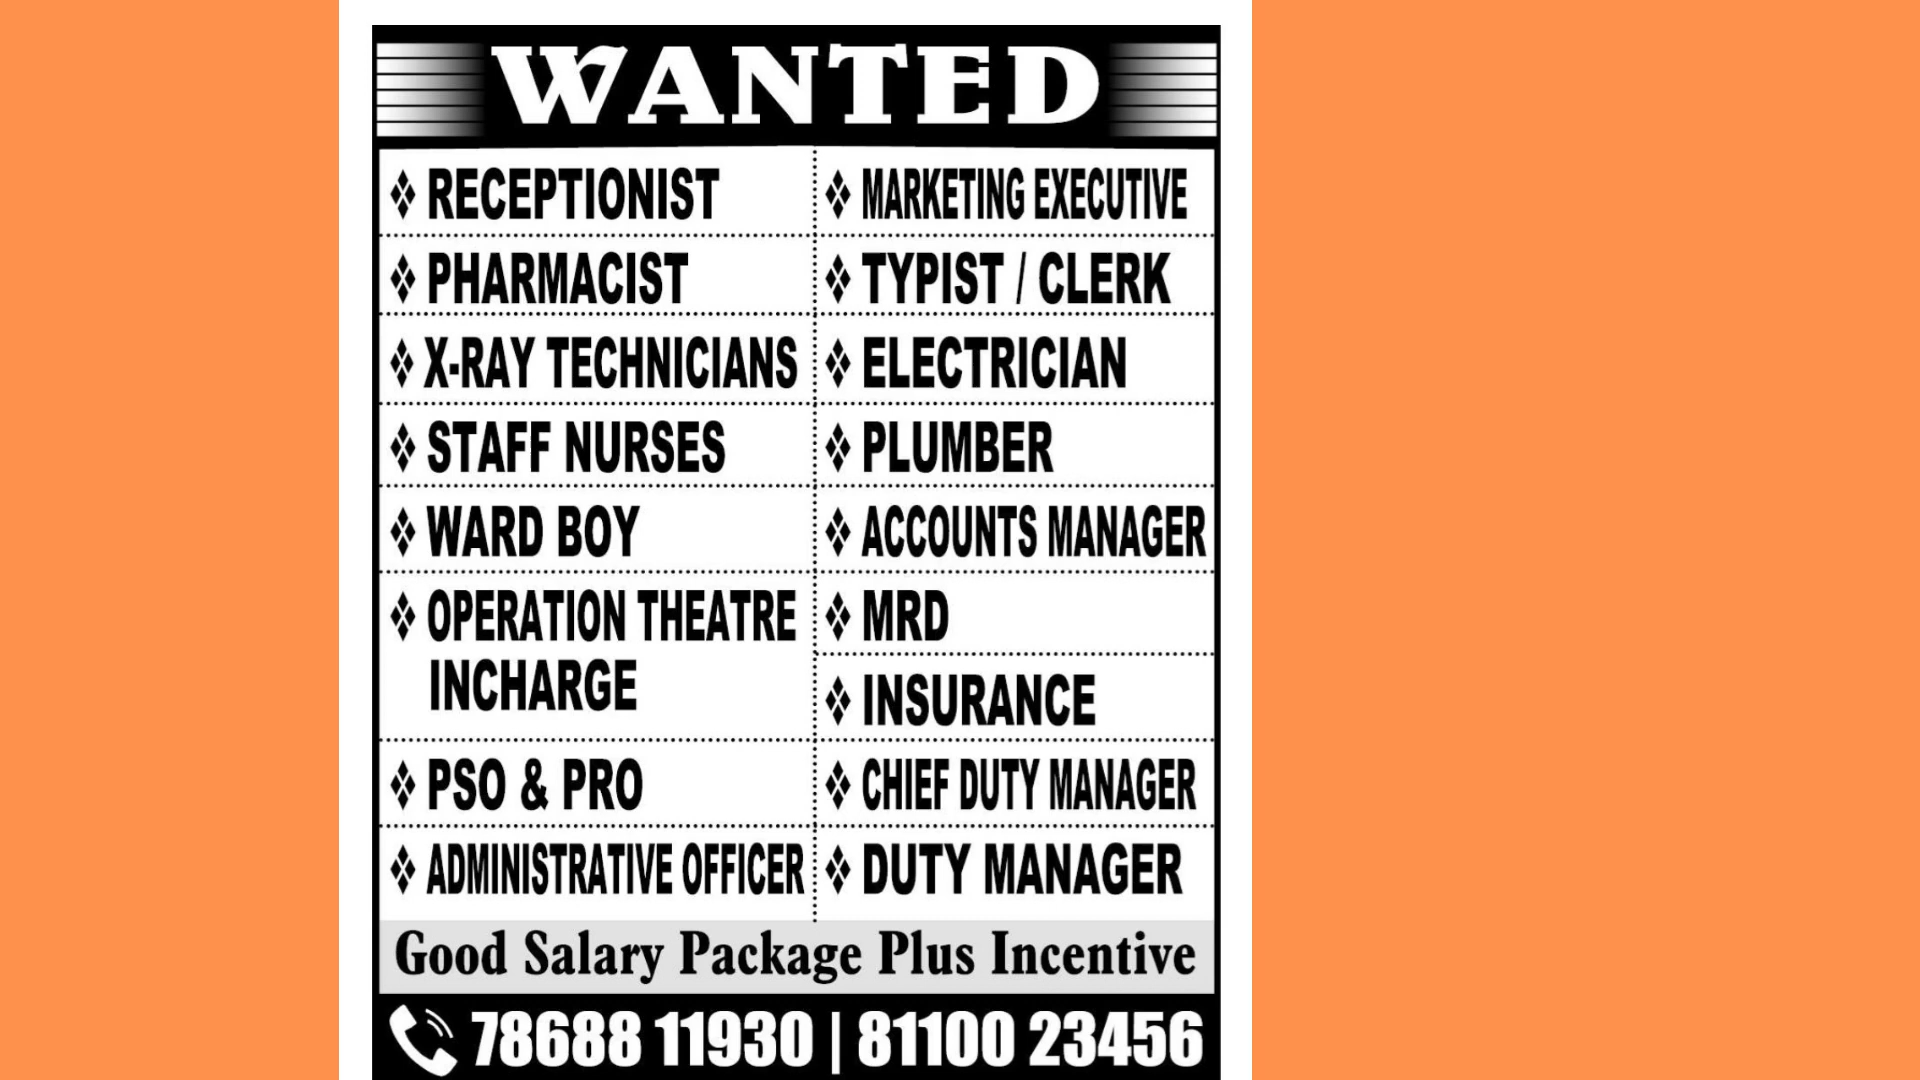 WANTED
❖ RECEPTIONIST
❖ PHARMACIST
❖ X-RAY TECHNICIANS
❖ STAFF NURSES
❖ WARD BOY
❖ OPERATION THEATRE
INCHARGE
❖ PSO & PRO
❖ ADMINISTRATIVE OFFICER
❖ MARKETING EXECUTIVE
❖ TYPIST / CLERK
❖ ELECTRICIAN
❖ PLUMBER
❖ ACCOUNTS MANAGER
❖ MRD
❖ INSURANCE
❖ CHIEF DUTY MANAGER
❖ DUTY MANAGER
Good Salary Package Plus Incentive
78688 11930 | 81100 23456